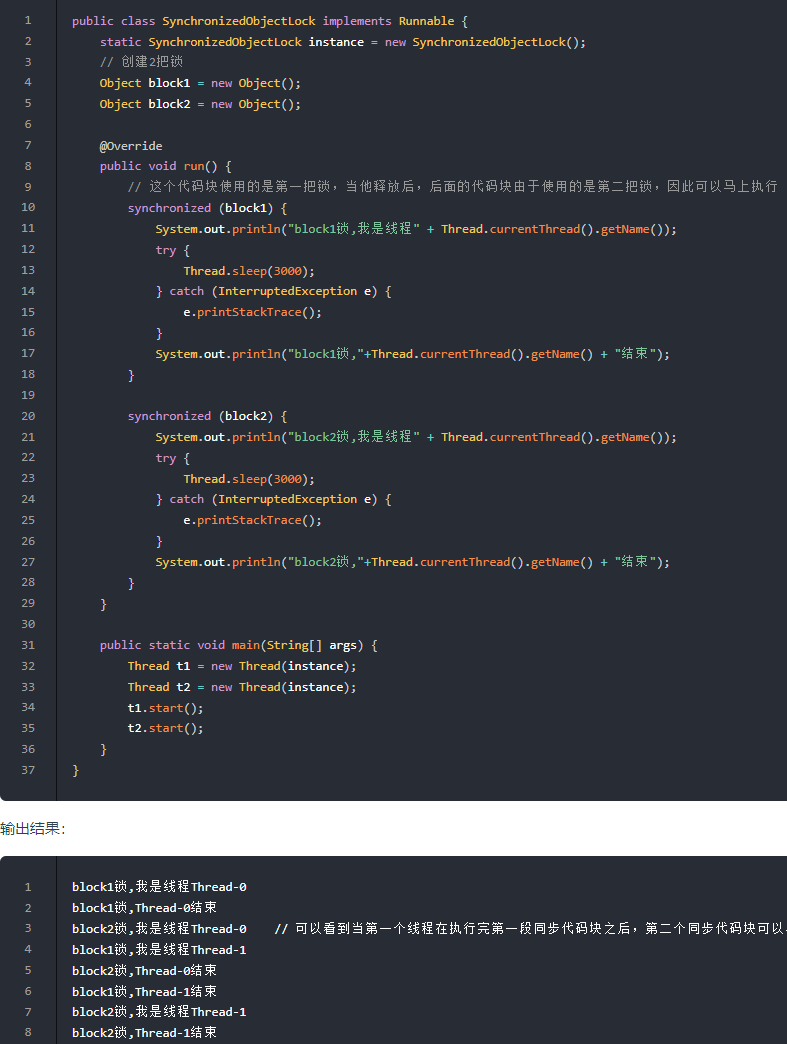 1 public class SynchronizedObjectLock implements Runnable {
2 static SynchronizedObjectLock instance = new SynchronizedObjectLock();
3 // 创建2把锁
4 Object block1 = new Object();
5 Object block2 = new Object();
6
7 @Override
8 public void run() {
9 // 这个代码块使用的是第一把锁，当他释放后，后面的代码块由于使用的是第二把锁，因此可以马上执行
10 synchronized (block1) {
11 System.out.println("block1锁,我是线程" + Thread.currentThread().getName());
12 try {
13 Thread.sleep(3000);
14 } catch (InterruptedException e) {
15 e.printStackTrace();
16 }
17 System.out.println("block1锁,"+Thread.currentThread().getName() + "结束");
18 }
19
20 synchronized (block2) {
21 System.out.println("block2锁,我是线程" + Thread.currentThread().getName());
22 try {
23 Thread.sleep(3000);
24 } catch (InterruptedException e) {
25 e.printStackTrace();
26 }
27 System.out.println("block2锁,"+Thread.currentThread().getName() + "结束");
28 }
29 }
30
31 public static void main(String[] args) {
32 Thread t1 = new Thread(instance);
33 Thread t2 = new Thread(instance);
34 t1.start();
35 t2.start();
36 }
37 }
输出结果：
1 block1锁,我是线程Thread-0
2 block1锁,Thread-0结束
3 block2锁,我是线程Thread-0 // 可以看到当第一个线程在执行完第一段同步代码块之后，第二个同步代码块可以
4 block1锁,我是线程Thread-1
5 block2锁,Thread-0结束
6 block1锁,Thread-1结束
7 block2锁,我是线程Thread-1
8 block2锁,Thread-1结束